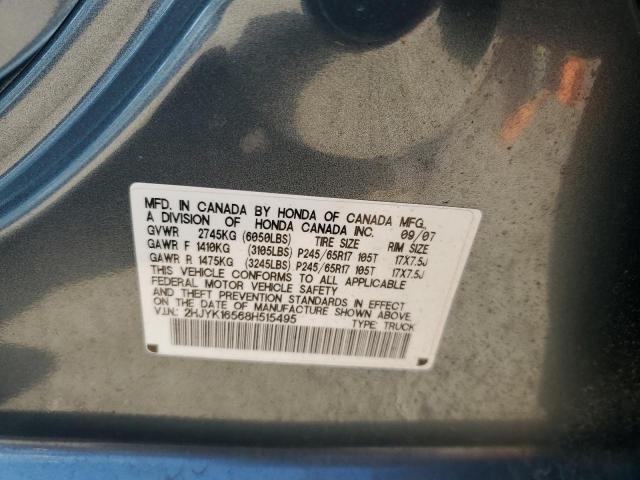 MFD. IN CANADA BY HONDA OF CANADA MFG.
A DIVISION OF HONDA CANADA INC. 09/07
GVWR 2745KG (6050LBS) TIRE SIZE RIM SIZE
GAWR F 1410KG (3105LBS) P245/65R17 105T 17X7.5J
GAWR R 1475KG (3245LBS) P245/65R17 105T 17X7.5J
THIS VEHICLE CONFORMS TO ALL APPLICABLE
FEDERAL MOTOR VEHICLE SAFETY
AND THEFT PREVENTION STANDARDS IN EFFECT
ON THE DATE OF MANUFACTURE SHOWN ABOVE.
V.I.N.: 2HJYK16568H515495 TYPE: TRUCK